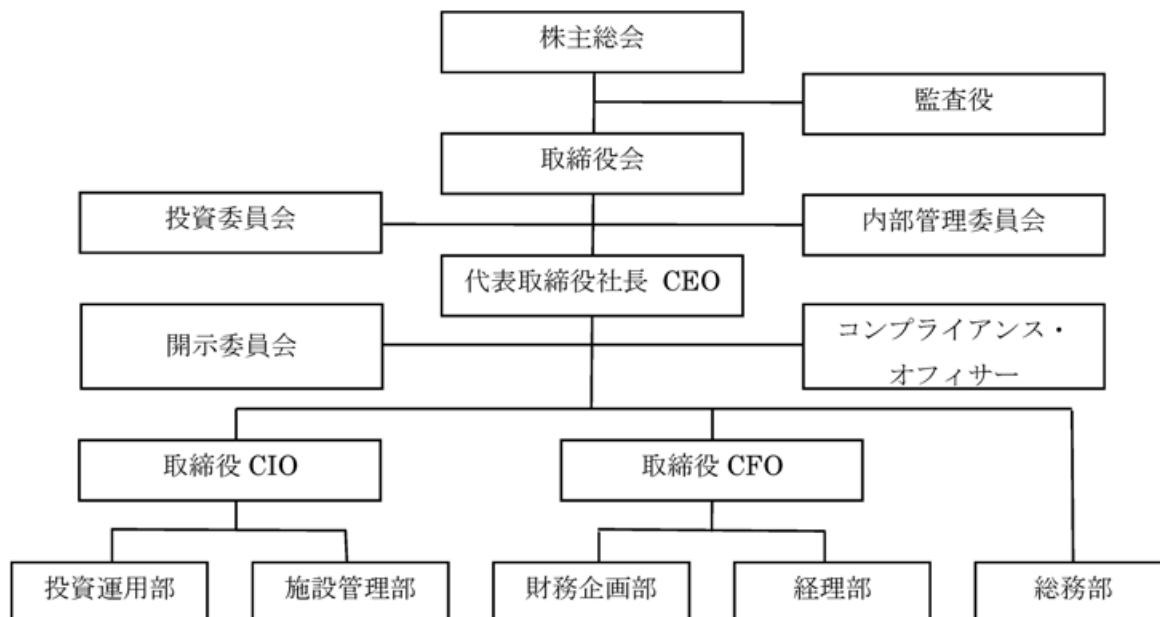 株主総会
監査役
取締役会
投資委員会
内部管理委員会
代表取締役社長 CEO
開示委員会
コンプライアンス・
オフィサー
取締役 CIO
取締役 CFO
投資運用部
施設管理部
財務企画部
経理部
総務部